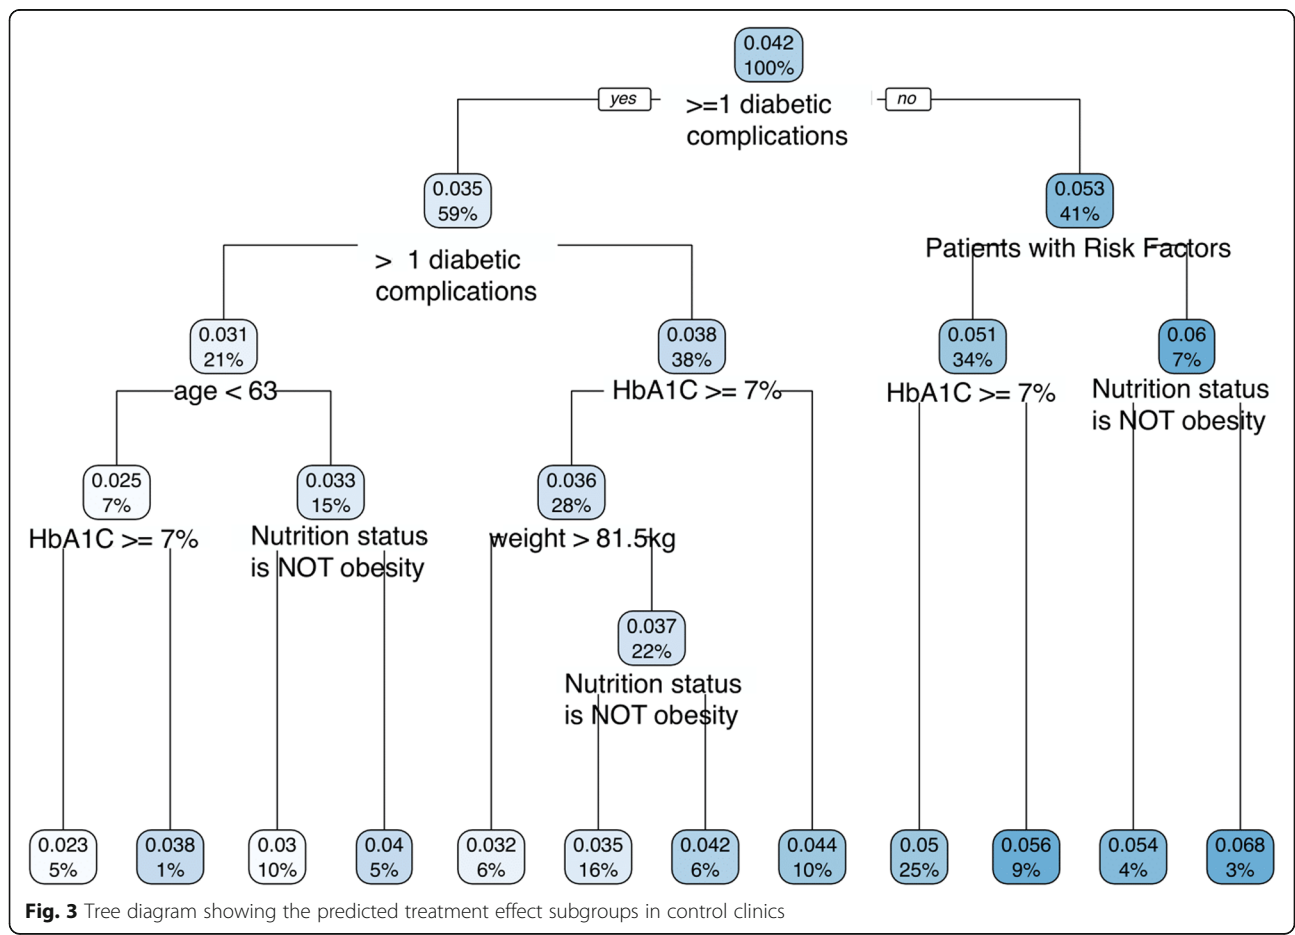 0.042
100%
yes
no
>=1 diabetic
complications
0.035
59%
0.053
41%
> 1 diabetic
complications
Patients with Risk Factors
0.031
21%
0.038
38%
0.051
34%
0.06
7%
age < 63
HbA1C >= 7%
HbA1C >= 7%
Nutrition status
is NOT obesity
0.025
7%
0.033
15%
0.036
28%
HbA1C >= 7%
Nutrition status
is NOT obesity
weight > 81.5kg
0.037
22%
Nutrition status
is NOT obesity
0.023
5%
0.038
1%
0.03
10%
0.04
5%
0.032
6%
0.035
16%
0.042
6%
0.044
10%
0.05
25%
0.056
9%
0.054
4%
0.068
3%
Fig. 3 Tree diagram showing the predicted treatment effect subgroups in control clinics